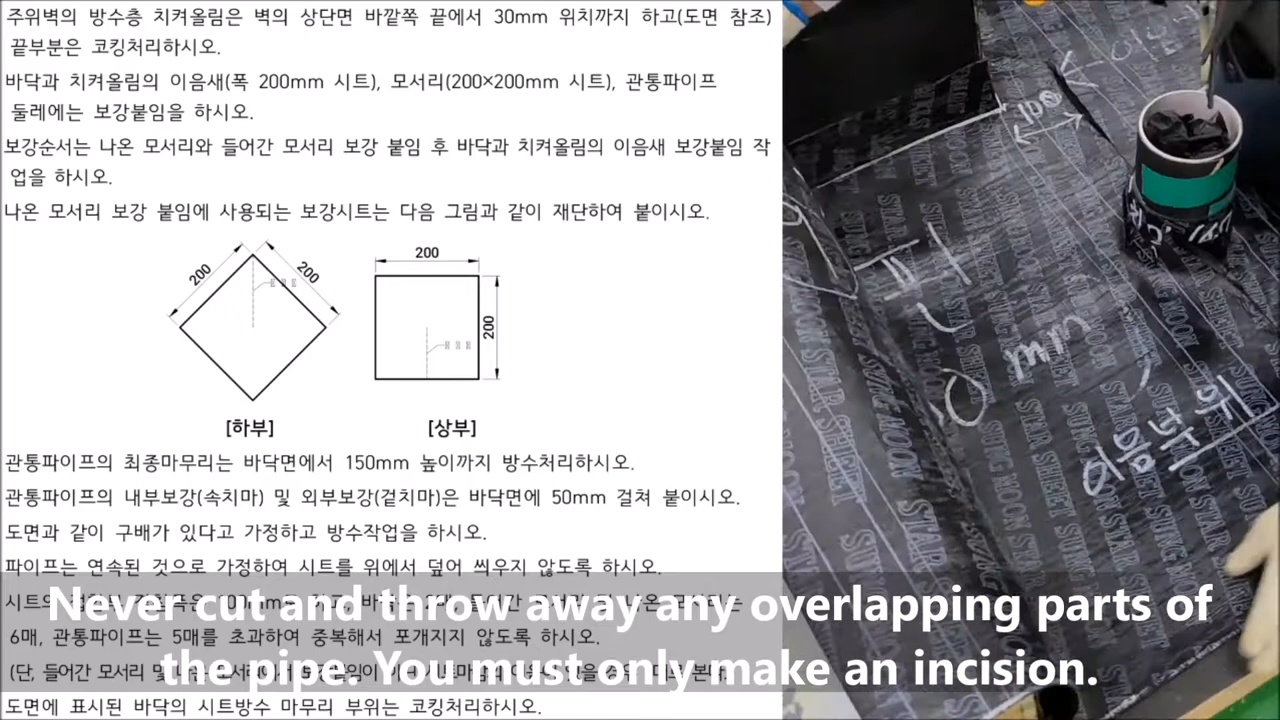 주위벽의 방수층 치켜올림은 벽의 상단면 바깥쪽 끝에서 30mm 위치까지 하고(도면 참조)
끝부분은 코킹처리하시오.
바닥과 치켜올림의 이음새(폭 200mm 시트), 모서리(200×200mm 시트), 관통파이프
둘레에는 보강붙임을 하시오.
보강순서는 나온 모서리와 들어간 모서리 보강 붙임 후 바닥과 치켜올림의 이음새 보강붙임 작
업을 하시오.
나온 모서리 보강 붙임에 사용되는 보강시트는 다음 그림과 같이 재단하여 붙이시오.
200 200
200
200
[하부] [상부]
관통파이프의 최종마무리는 바닥면에서 150mm 높이까지 방수처리하시오.
관통파이프의 내부보강(속치마) 및 외부보강(겉치마)은 바닥면에 50mm 걸쳐 붙이시오.
도면과 같이 구배가 있다고 가정하고 방수작업을 하시오.
파이프는 연속된 것으로 가정하여 시트를 위에서 덮어 씌우지 않도록 하시오.
6매, 관통파이프는 5매를 초과하여 중복해서 포개지지 않도록 하시오.
(단, 들어간 모서리 및
도면에 표시된 바닥의 시트방수 마무리 부위는 코킹처리하시오.
Never cut and throw away any overlapping parts of
the pipe. You must only make an incision.
100
STAR SHEET
SUNG MOON